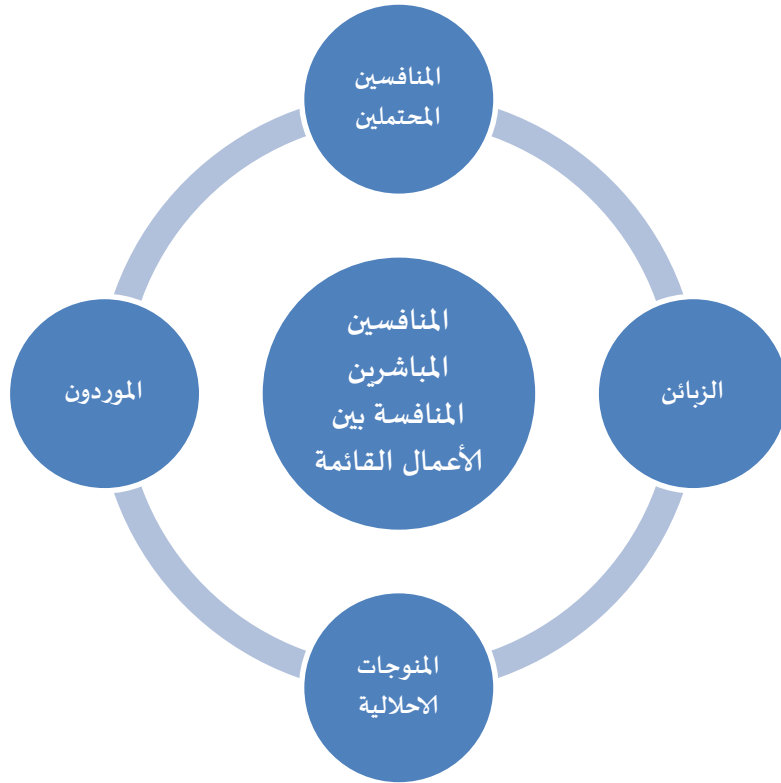 المنافسين
المحتملين
المنافسين
المباشرين
المنافسة بين
الأعمال القائمة
الزبائن
الموردون
المنوجات
الاحلالية